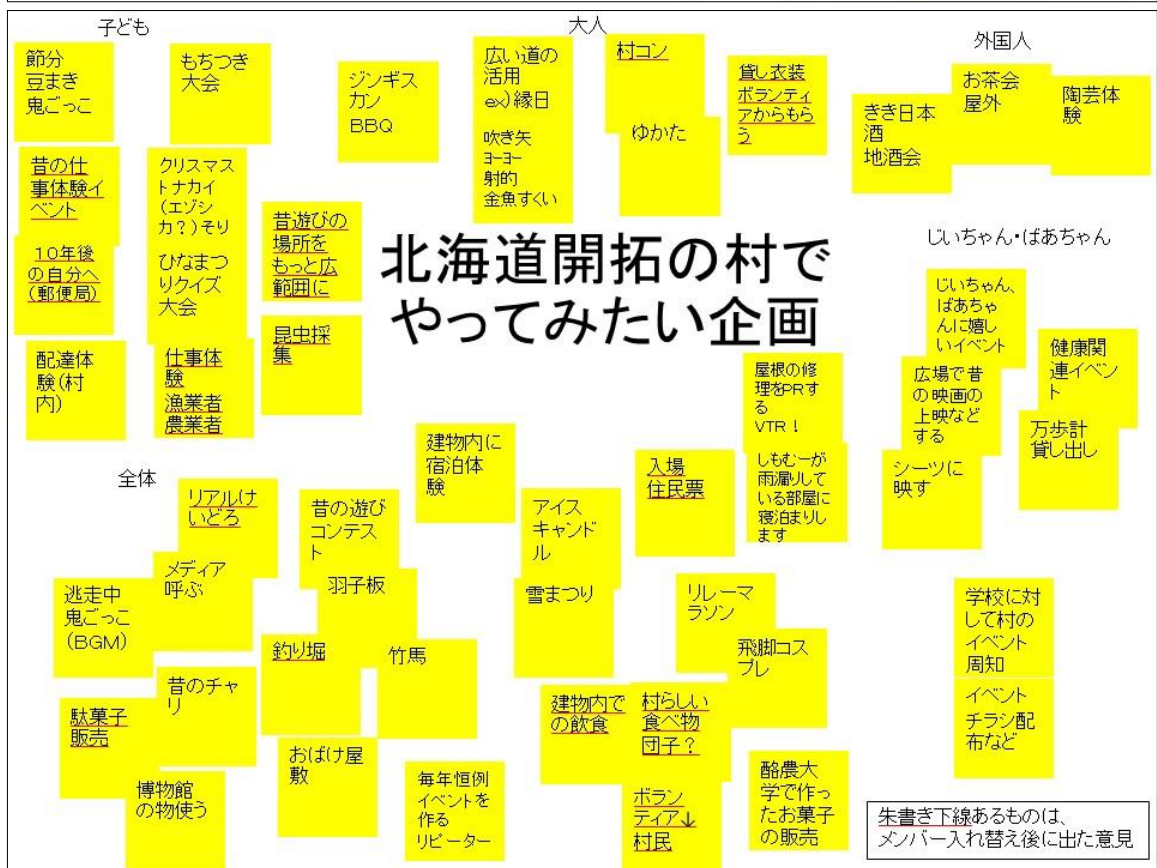 子ども
節分
豆まき
鬼ごっこ
もちつき
大会
昔の仕
事体験イ
ベント
クリスマス
トナカイ
(エゾシ
カ?)そり
昔遊びの
場所を
もっと広
範囲に
10年後
の自分へ
(郵便局)
ひなまつ
りクイズ
大会
昆虫採
集
配達体
験(村
内)
仕事体
験
漁業者
農業者
大人
ジンギス
カン
BBQ
広い道の
活用
ex)縁日
吹き矢
ヨーヨー
射的
金魚すくい
村コン
ゆかた
貸し衣装
ボランティ
アからもら
う
外国人
きき日本
酒
地酒会
お茶会
屋外
陶芸体
験
北海道開拓の村で
やってみたい企画
じいちゃん・ばあちゃん
じいちゃん、
ばあちゃ
んに嬉し
いイベント
広場で昔
の映画の
上映など
する
シーツに
映す
健康関
連イベン
ト
万歩計
貸し出し
屋根の修
理をPRす
る
VTR!
しもむーが
雨漏りして
いる部屋に
寝泊まりし
ます
全体
リアルけ
いどろ
メディア
呼ぶ
逃走中
鬼ごっこ
(BGM)
昔の遊び
コンテス
ト
羽子板
竹馬
釣り堀
昔のチャ
リ
駄菓子
販売
博物館
の物使う
おばけ屋
敷
毎年恒例
イベントを
作る
リピーター
建物内に
宿泊体
験
アイス
キャンド
ル
雪まつり
入場
住民票
リレーマ
ラソン
飛脚コス
プレ
建物内で
の飲食
村らしい
食べ物
団子?
ボラン
ティア↓
村民
酪農大
学で作っ
たお菓子
の販売
学校に対
して村の
イベント
周知
イベント
チラシ配
布など
朱書き下線あるものは、
メンバー入れ替え後に出た意見